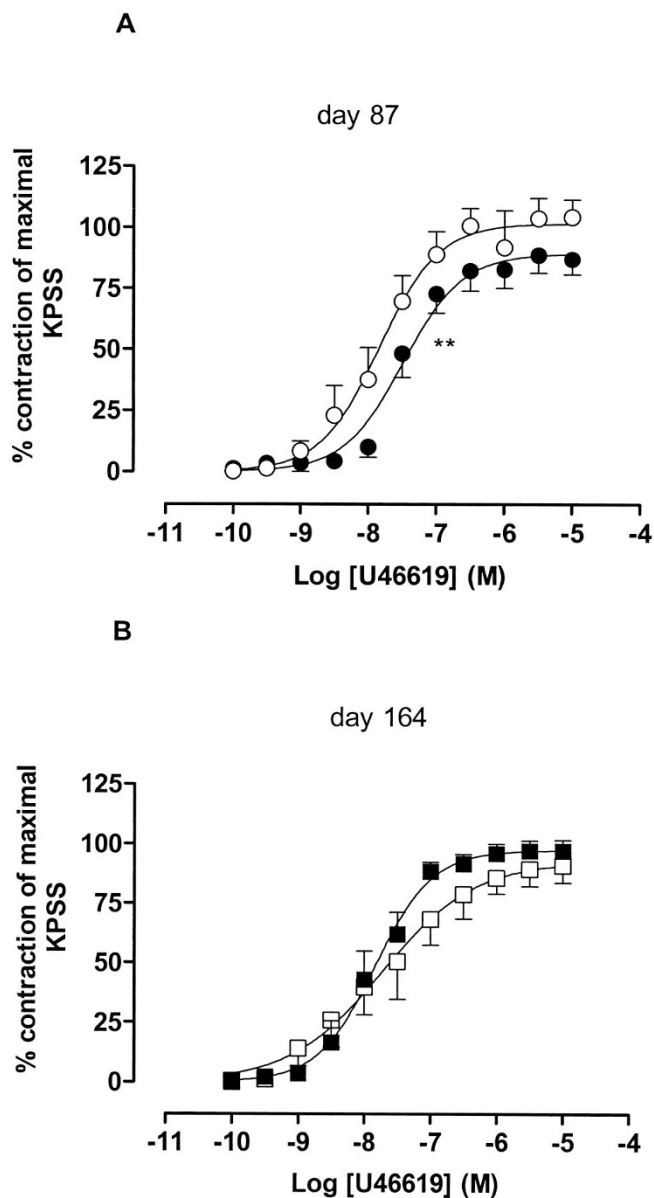 A
day 87
125
100
75
50
25
0
% contraction of maximal
KPSS
**
-11 -10 -9 -8 -7 -6 -5 -4
Log [U46619] (M)
B
day 164
125
100
75
50
25
0
% contraction of maximal
KPSS
-11 -10 -9 -8 -7 -6 -5 -4
Log [U46619] (M)